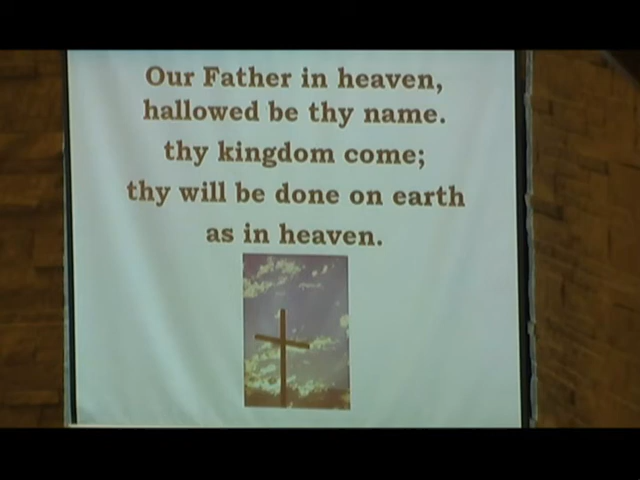 Our Father in heaven,
hallowed be thy name.
thy kingdom come;
thy will be done on earth
as in heaven.